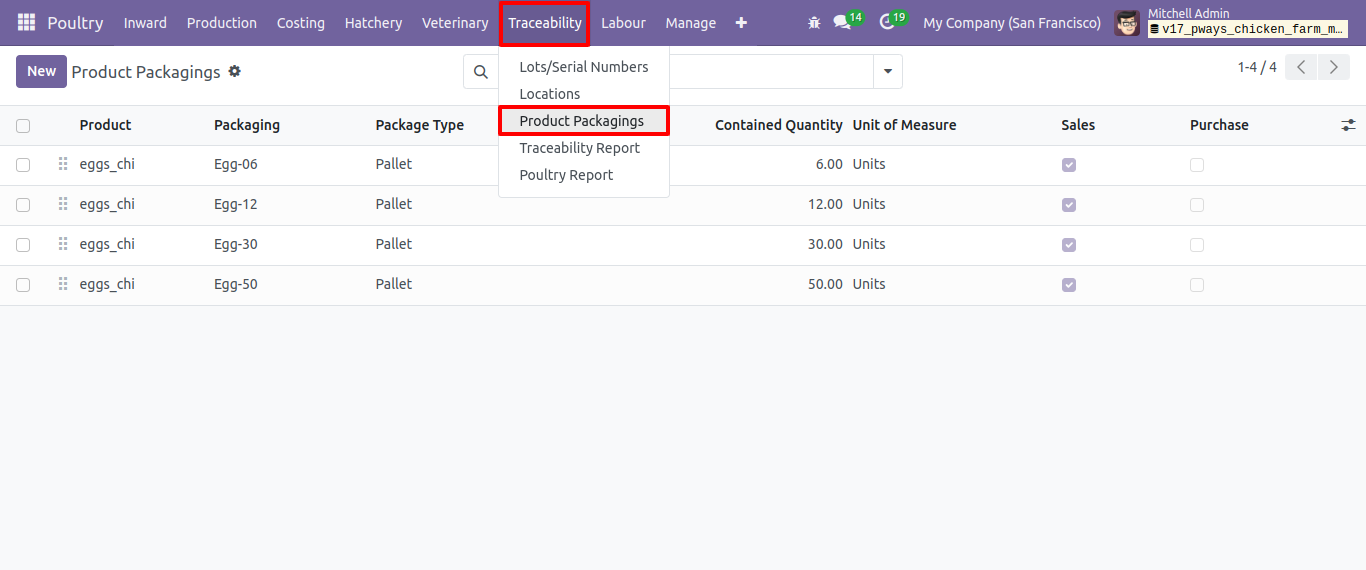 Poultry Inward Production Costing Hatchery Veterinary Traceability Labour Manage 14 19 My Company (San Francisco) Mitchell Admin
v17_pways_chicken_farm_m…
New Product Packagings 1-4 / 4
Lots/Serial Numbers
Locations
Product Packagings
Traceability Report
Poultry Report
Product Packaging Package Type Contained Quantity Unit of Measure Sales Purchase
eggs_chi Egg-06 Pallet 6.00 Units
eggs_chi Egg-12 Pallet 12.00 Units
eggs_chi Egg-30 Pallet 30.00 Units
eggs_chi Egg-50 Pallet 50.00 Units